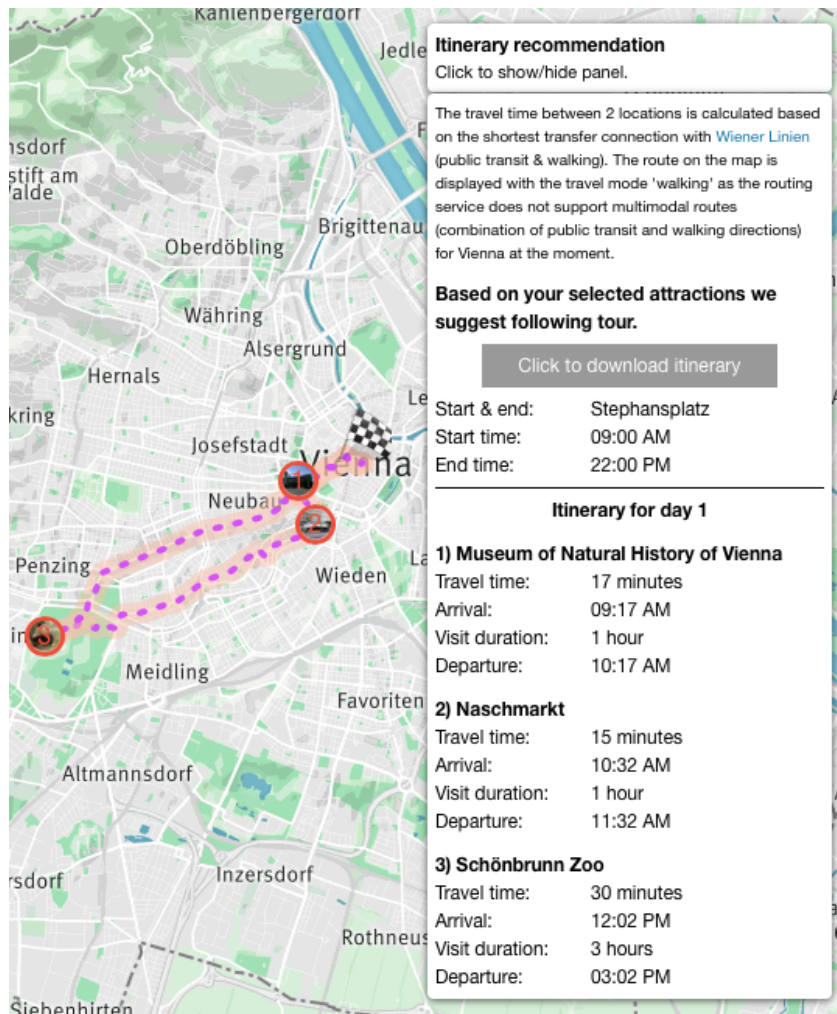 Kahlenbergerdorf
Jedle
nsdorf
stift am
Valde
F
Brigittenau
Oberdöbling
Währing
Alsergrund
Hernals
Le
kring
Josefstadt
Vienna
1
Neubau
2
La
Penzing
Wieden
in
3
Meidling
Favoriten
Altmannsdorf
rsdorf
Inzersdorf
Rothneus
Siebenhirten
Itinerary recommendation
Click to show/hide panel.
The travel time between 2 locations is calculated based
on the shortest transfer connection with Wiener Linien
(public transit & walking). The route on the map is
displayed with the travel mode 'walking' as the routing
service does not support multimodal routes
(combination of public transit and walking directions)
for Vienna at the moment.
Based on your selected attractions we
suggest following tour.
Click to download itinerary
Start & end: Stephansplatz
Start time: 09:00 AM
End time: 22:00 PM
Itinerary for day 1
1) Museum of Natural History of Vienna
Travel time: 17 minutes
Arrival: 09:17 AM
Visit duration: 1 hour
Departure: 10:17 AM
2) Naschmarkt
Travel time: 15 minutes
Arrival: 10:32 AM
Visit duration: 1 hour
Departure: 11:32 AM
3) Schönbrunn Zoo
Travel time: 30 minutes
Arrival: 12:02 PM
Visit duration: 3 hours
Departure: 03:02 PM